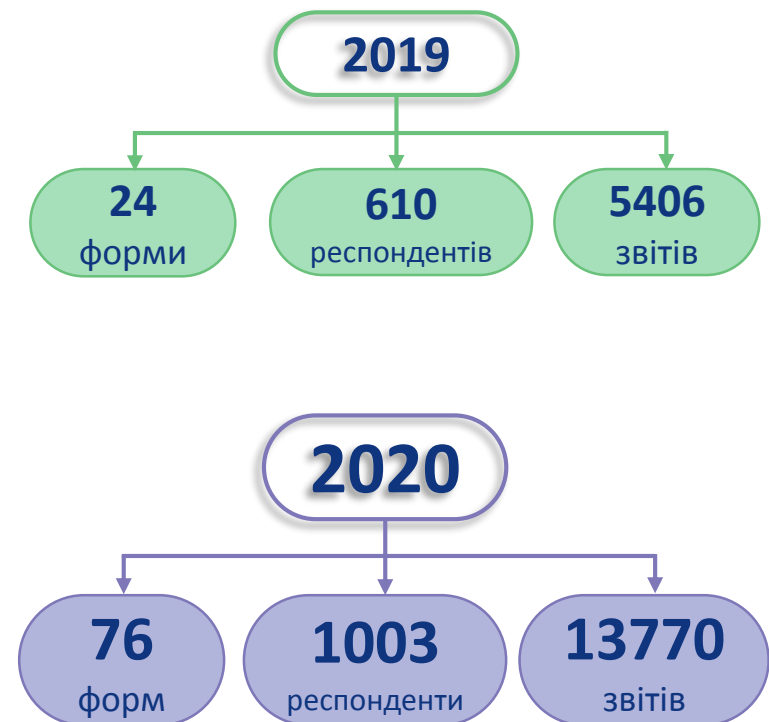 2019
24
форми
610
респондентів
5406
звітів
2020
76
форм
1003
респонденти
13770
звітів